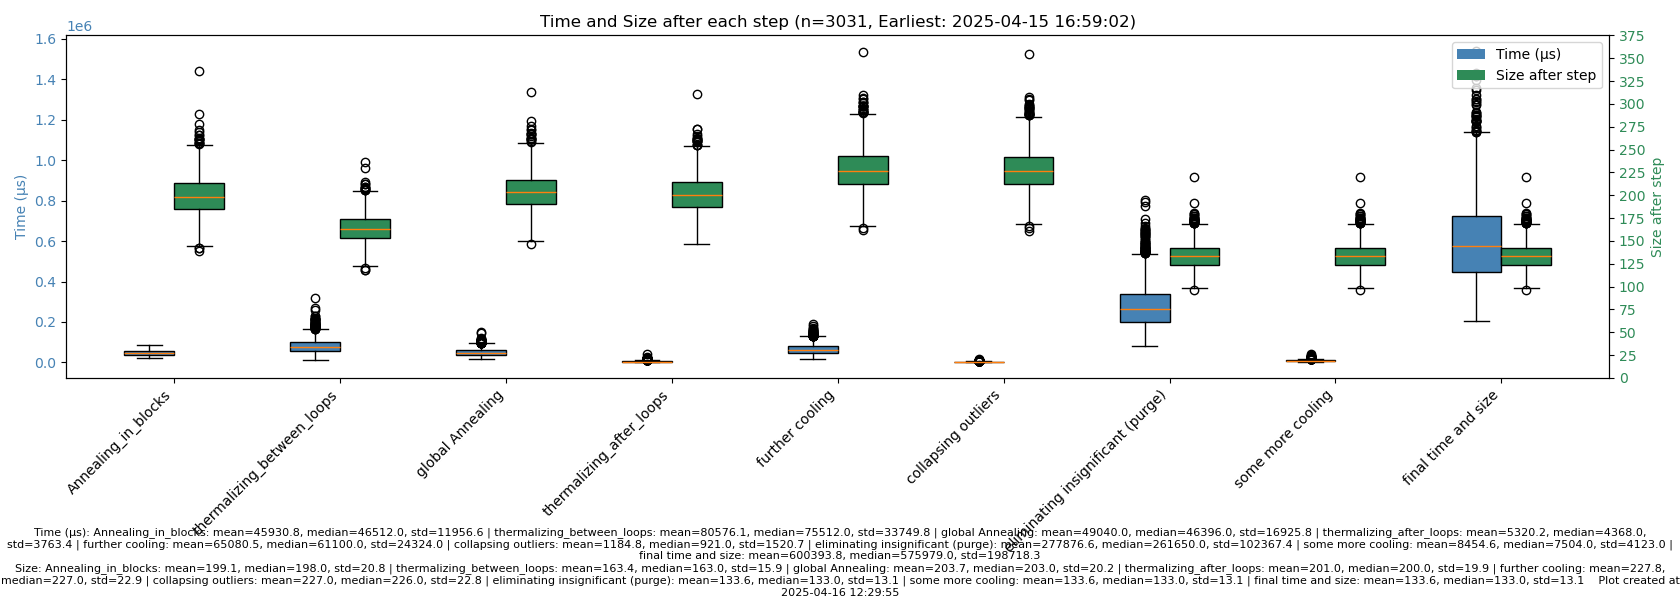 Time and Size after each step (n=3031, Earliest: 2025-04-15 16:59:02)
1e6
1.6
1.4
1.2
1.0
0.8
0.6
0.4
0.2
0.0
Time (µs)
375
350
325
300
275
250
225
200
175
150
125
100
75
50
25
0
Size after step
Time (µs)
Size after step
Annealing_in_blocks
thermalizing_between_loops
global Annealing
thermalizing_after_loops
further cooling
collapsing outliers
eliminating insignificant (purge)
some more cooling
final time and size
Time (µs): Annealing_in_blocks: mean=45930.8, median=46512.0, std=11956.6 | thermalizing_between_loops: mean=80576.1, median=75512.0, std=33749.8 | global Annealing: mean=49040.0, median=46396.0, std=16925.8 | thermalizing_after_loops: mean=5320.2, median=4368.0,
std=3763.4 | further cooling: mean=65080.5, median=61100.0, std=24324.0 | collapsing outliers: mean=1184.8, median=921.0, std=1520.7 | eliminating insignificant (purge): mean=277876.6, median=261650.0, std=102367.4 | some more cooling: mean=8454.6, median=7504.0, std=4123.0 |
final time and size: mean=600393.8, median=575979.0, std=198718.3
Size: Annealing_in_blocks: mean=199.1, median=198.0, std=20.8 | thermalizing_between_loops: mean=163.4, median=163.0, std=15.9 | global Annealing: mean=203.7, median=203.0, std=20.2 | thermalizing_after_loops: mean=201.0, median=200.0, std=19.9 | further cooling: mean=227.8,
median=227.0, std=22.9 | collapsing outliers: mean=227.0, median=226.0, std=22.8 | eliminating insignificant (purge): mean=133.6, median=133.0, std=13.1 | some more cooling: mean=133.6, median=133.0, std=13.1 | final time and size: mean=133.6, median=133.0, std=13.1    Plot created at
2025-04-16 12:29:55